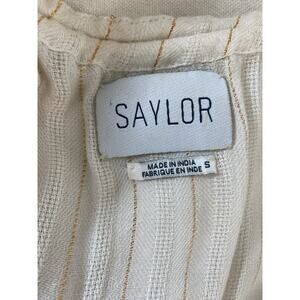 SAYLOR
MADE IN INDIA
FABRIQUE EN INDE
S